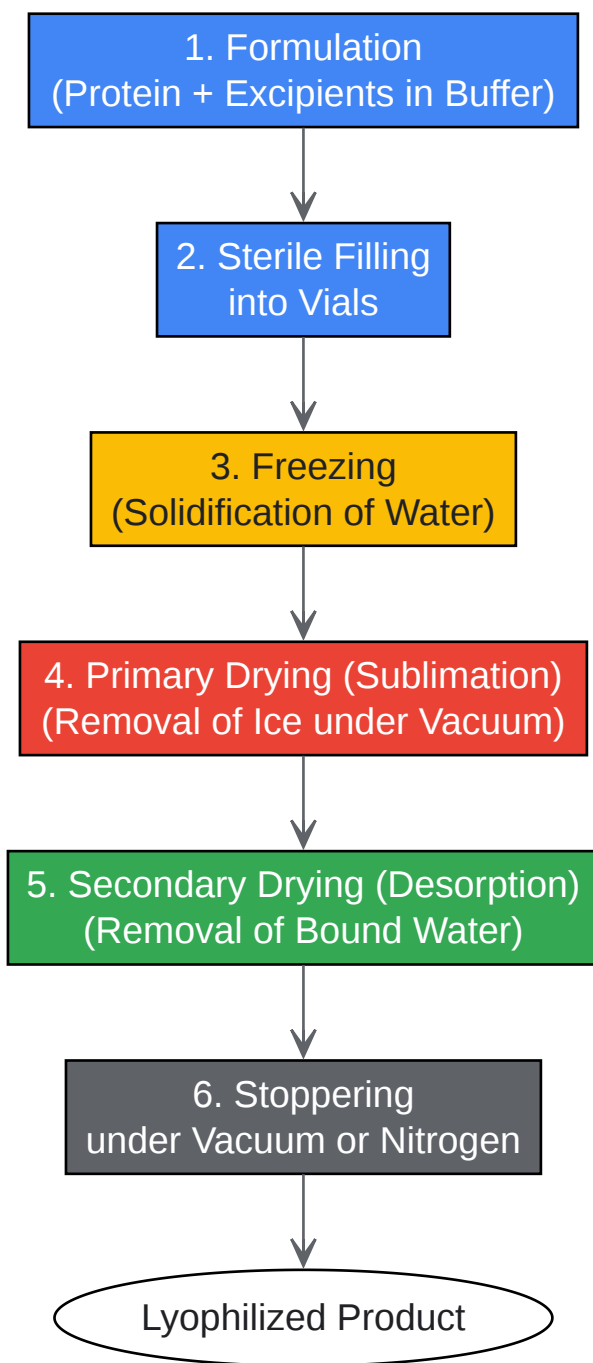 1. Formulation
(Protein + Excipients in Buffer)
2. Sterile Filling
into Vials
3. Freezing
(Solidification of Water)
4. Primary Drying (Sublimation)
(Removal of Ice under Vacuum)
5. Secondary Drying (Desorption)
(Removal of Bound Water)
6. Stoppering
under Vacuum or Nitrogen
Lyophilized Product